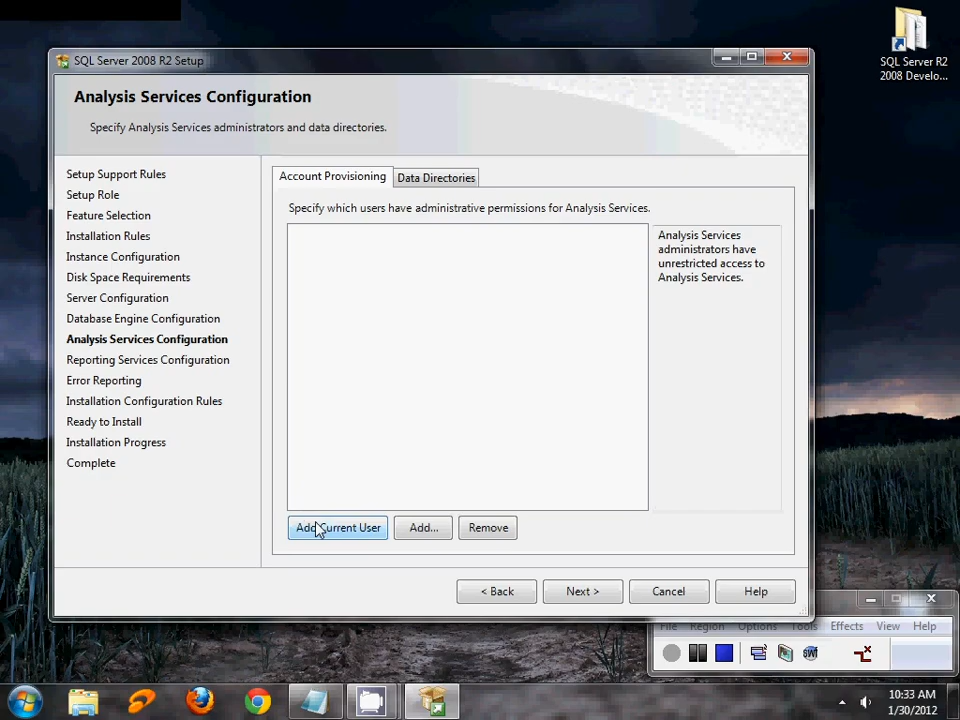 SQL Server 2008 R2 Setup
SQL Server R2
2008 Develo...
Analysis Services Configuration
Specify Analysis Services administrators and data directories.
Setup Support Rules
Setup Role
Feature Selection
Installation Rules
Instance Configuration
Disk Space Requirements
Server Configuration
Database Engine Configuration
Analysis Services Configuration
Reporting Services Configuration
Error Reporting
Installation Configuration Rules
Ready to Install
Installation Progress
Complete
Account Provisioning
Data Directories
Specify which users have administrative permissions for Analysis Services.
Analysis Services
administrators have
unrestricted access to
Analysis Services.
Add Current User
Add...
Remove
< Back
Next >
Cancel
Help
File Region Options Tools Effects View Help
SWF
10:33 AM
1/30/2012